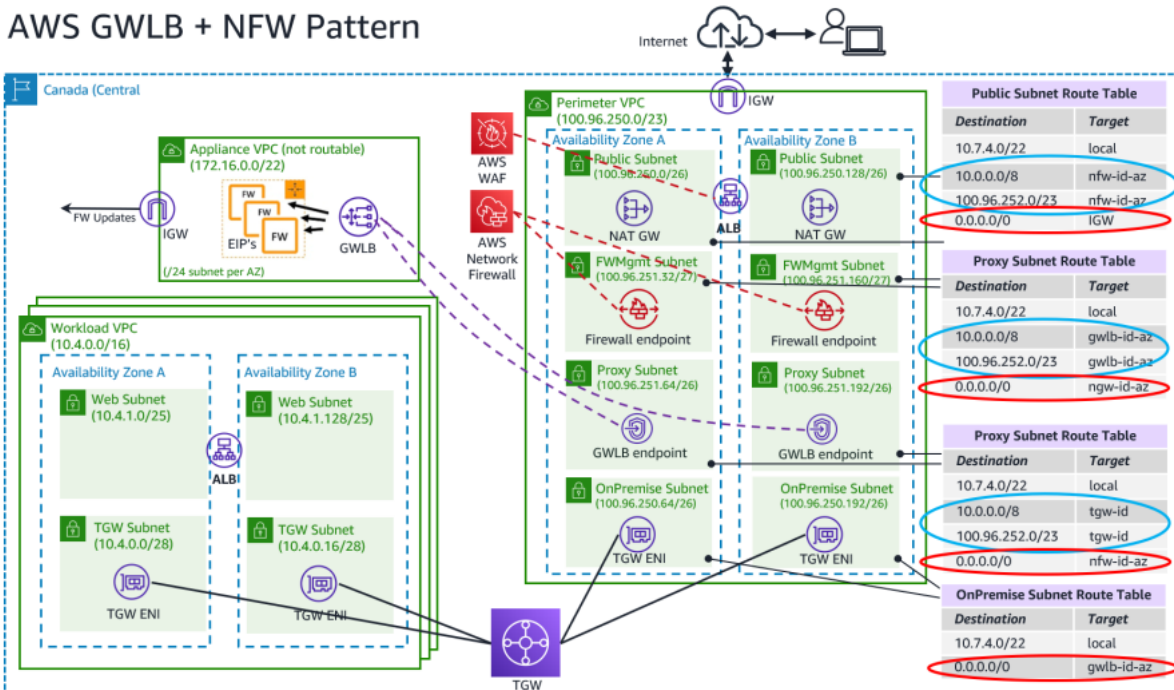 AWS GWLB + NFW Pattern
Internet
Canada (Central
IGW
Appliance VPC (not routable)
(172.16.0.0/22)
FW
FW
FW
EIP's
GWLB
FW Updates
IGW
(/24 subnet per AZ)
AWS
WAF
AWS
Network
Firewall
Perimeter VPC
(100.96.250.0/23)
Availability Zone A
Public Subnet
(100.96.250.0/26)
NAT GW
FWMgmt Subnet
(100.96.251.32/27)
Firewall endpoint
Proxy Subnet
(100.96.251.64/26)
GWLB endpoint
OnPremise Subnet
(100.96.250.64/26)
TGW ENI
ALB
Availability Zone B
Public Subnet
(100.96.250.128/26)
NAT GW
FWMgmt Subnet
(100.96.251.160/27)
Firewall endpoint
Proxy Subnet
(100.96.251.192/26)
GWLB endpoint
OnPremise Subnet
(100.96.250.192/26)
TGW ENI
Workload VPC
(10.4.0.0/16)
Availability Zone A
Web Subnet
(10.4.1.0/25)
TGW Subnet
(10.4.0.0/28)
TGW ENI
ALB
Availability Zone B
Web Subnet
(10.4.1.128/25)
TGW Subnet
(10.4.0.16/28)
TGW ENI
TGW
Public Subnet Route Table
Destination Target
10.7.4.0/22 local
10.0.0.0/8 nfw-id-az
100.96.252.0/23 nfw-id-az
0.0.0.0/0 IGW
Proxy Subnet Route Table
Destination Target
10.7.4.0/22 local
10.0.0.0/8 gwlb-id-az
100.96.252.0/23 gwlb-id-az
0.0.0.0/0 ngw-id-az
Proxy Subnet Route Table
Destination Target
10.7.4.0/22 local
10.0.0.0/8 tgw-id
100.96.252.0/23 tgw-id
0.0.0.0/0 nfw-id-az
OnPremise Subnet Route Table
Destination Target
10.7.4.0/22 local
0.0.0.0/0 gwlb-id-az